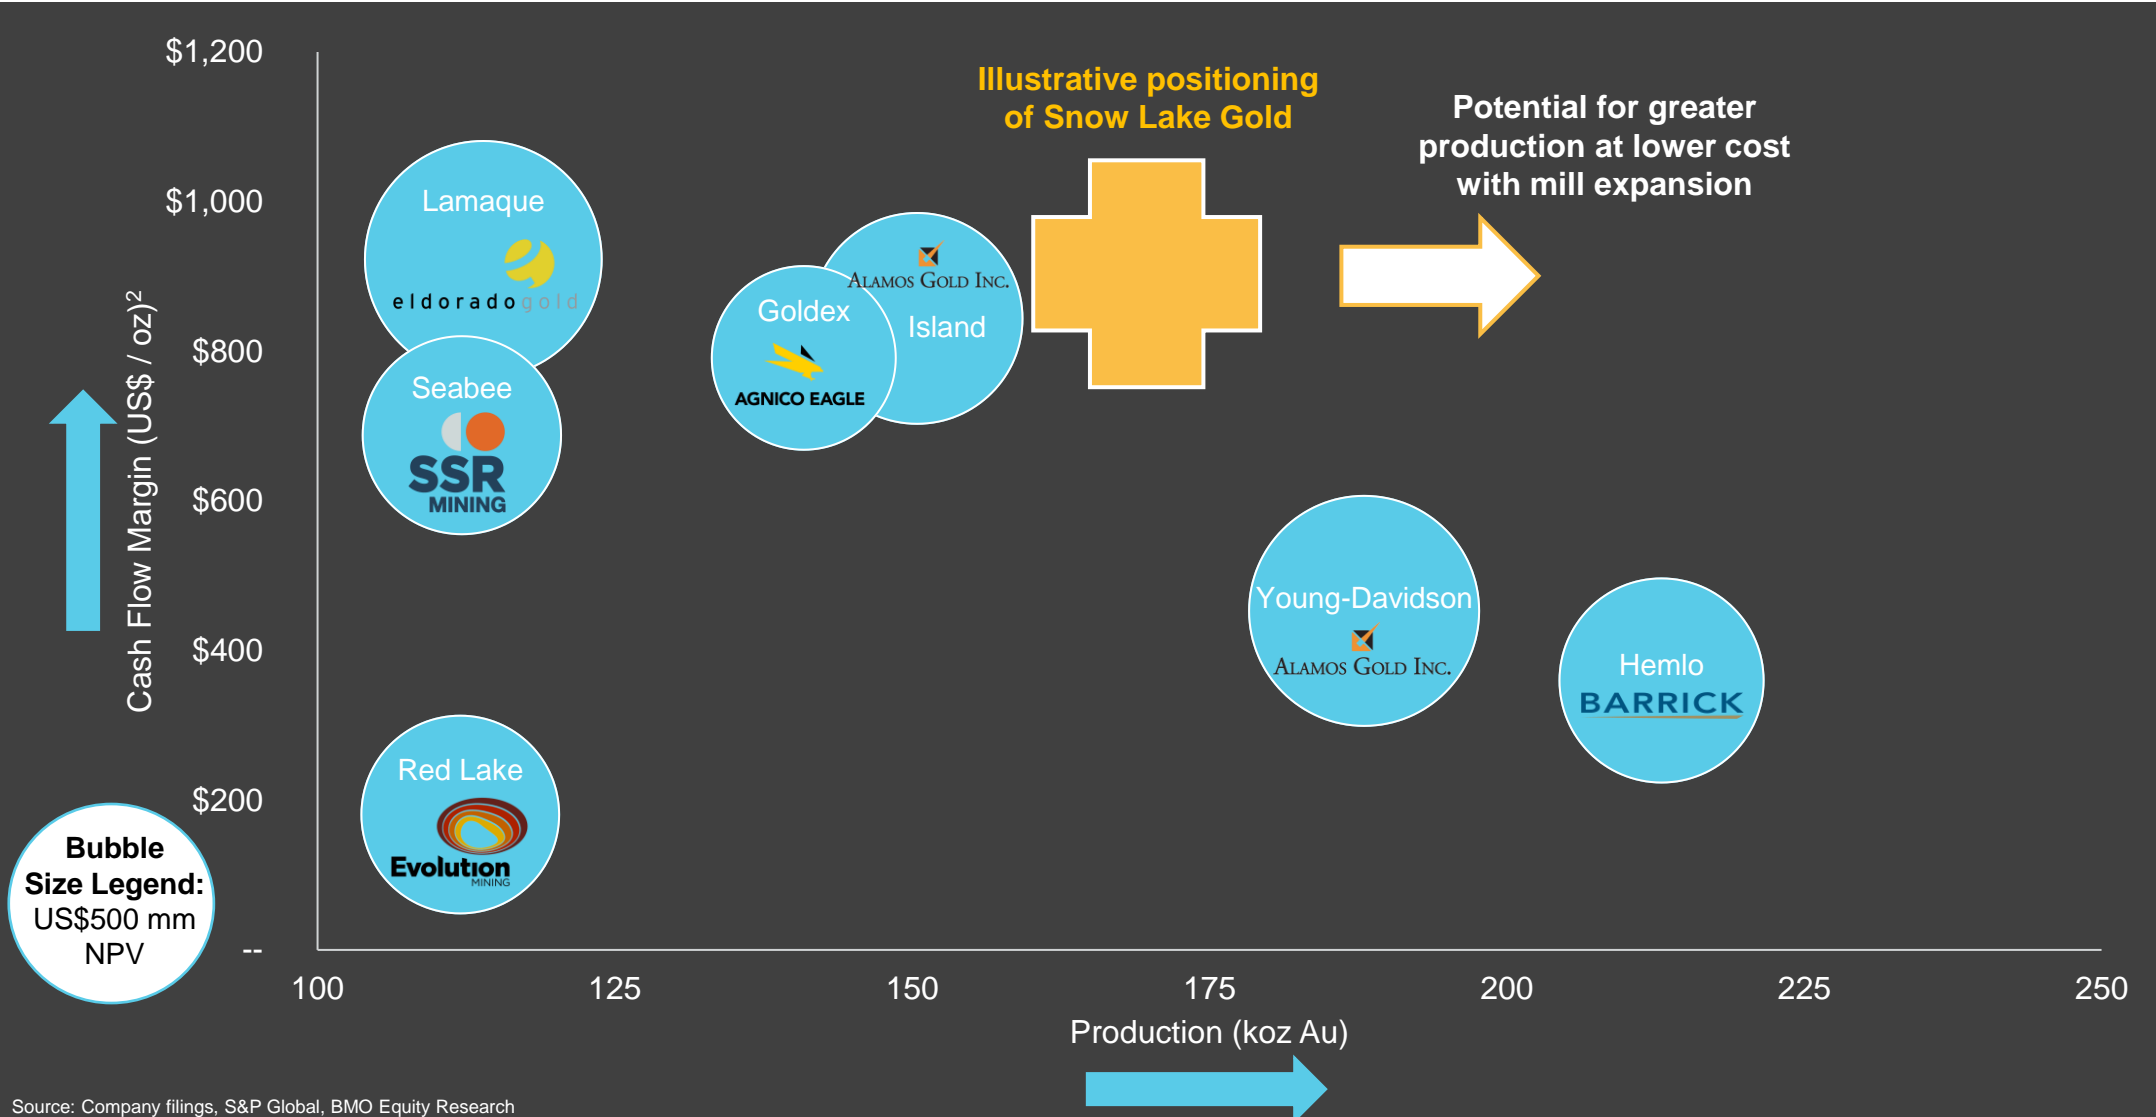 $1,200
$1,000
$800
$600
$400
$200
--
Cash Flow Margin (US$ / oz)2
Illustrative positioning
of Snow Lake Gold
Potential for greater
production at lower cost
with mill expansion
Lamaque
eldoradogold
Seabee
SSR
MINING
Goldex
AGNICO EAGLE
ALAMOS GOLD INC.
Island
Young-Davidson
ALAMOS GOLD INC.
Hemlo
BARRICK
Red Lake
Evolution
MINING
Bubble
Size Legend:
US$500 mm
NPV
100
125
150
175
200
225
250
Production (koz Au)
Source: Company filings, S&P Global, BMO Equity Research